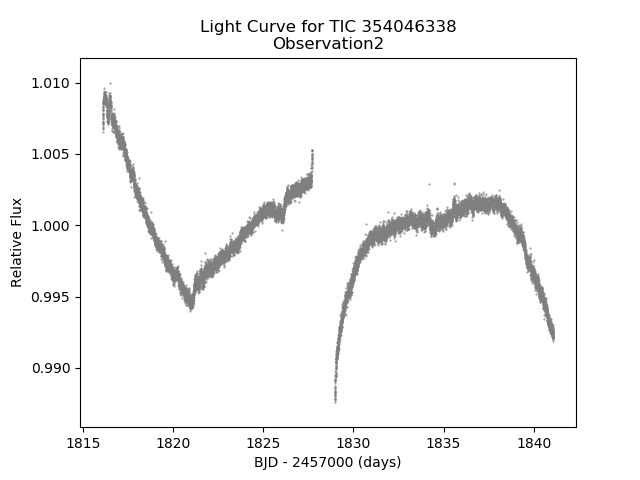 Light Curve for TIC 354046338
Observation2
1.010
1.005
1.000
0.995
0.990
Relative Flux
1815 1820 1825 1830 1835 1840
BJD - 2457000 (days)